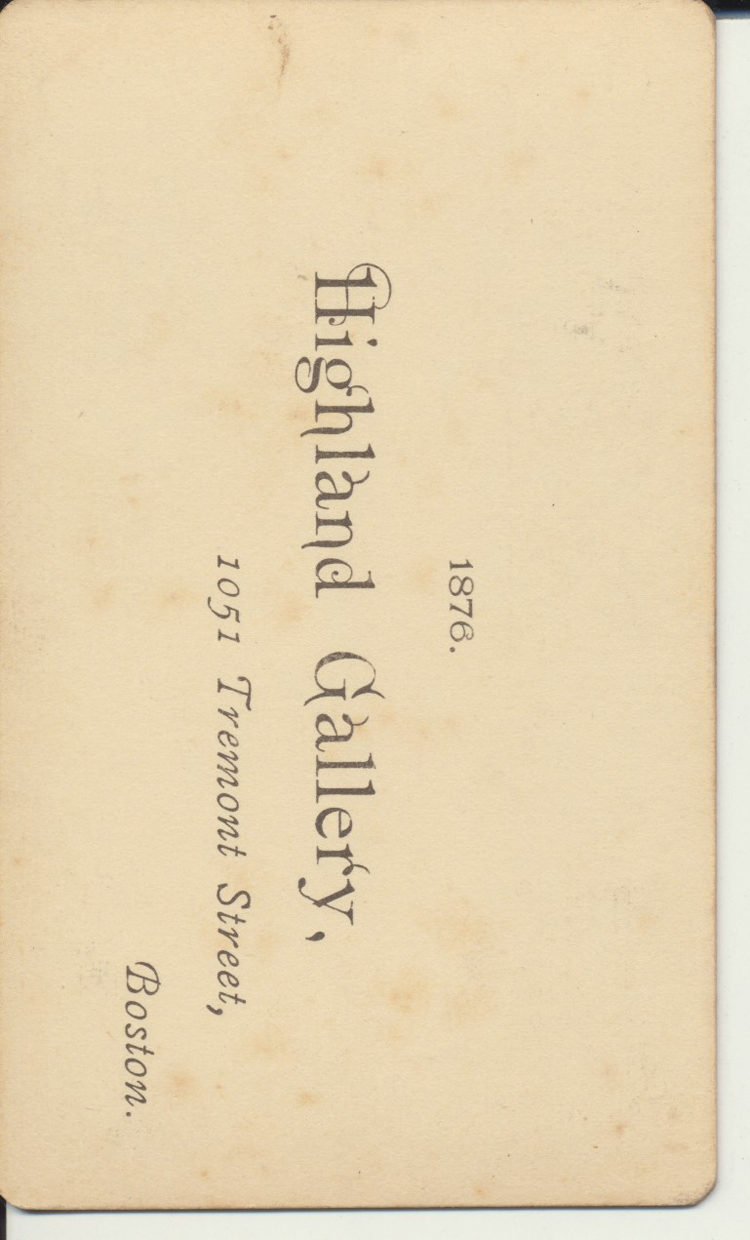 1876.
Highland Gallery,
1051 Tremont Street,
Boston.